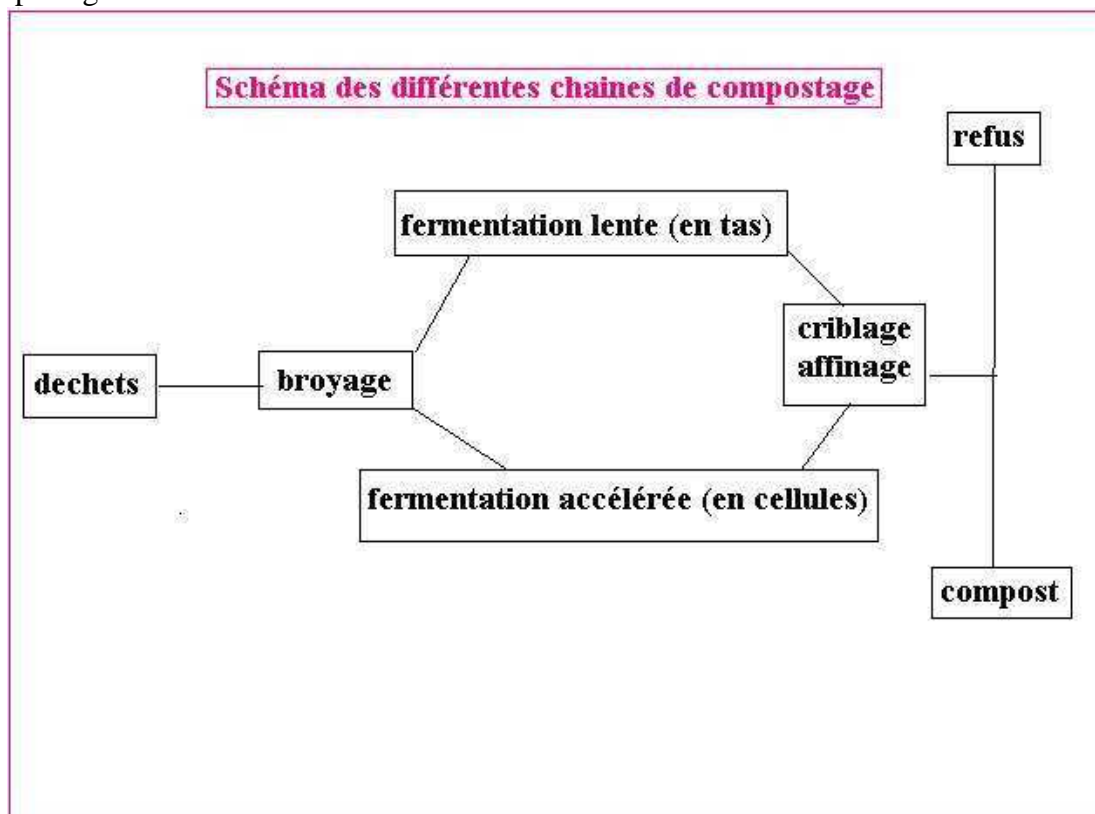 Schéma des différentes chaines de compostage
refus
fermentation lente (en tas)
criblage
affinage
dechets
broyage
fermentation accélérée (en cellules)
compost